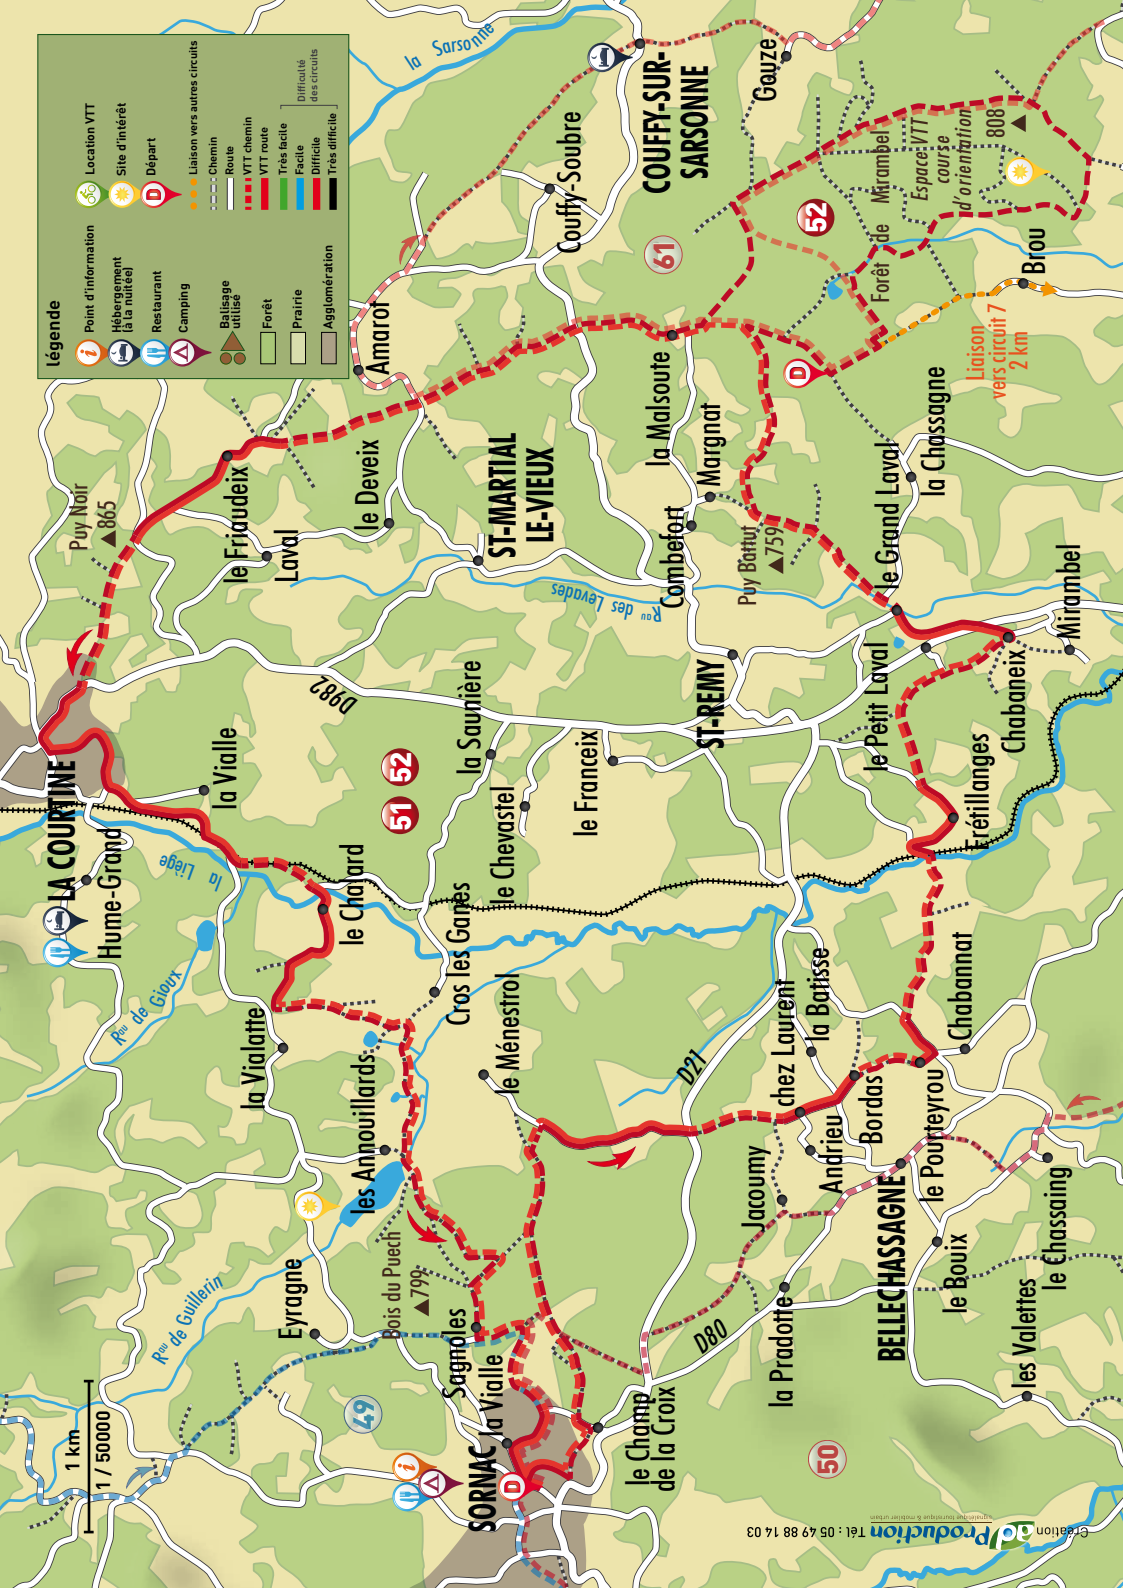 légende
Point d'information
Hébergement
(à la nuitée)
Restaurant
Camping
Balisage
utilisé
Forêt
Prairie
Agglomération
Location VTT
Site d'intérêt
Départ
Liaison vers autres circuits
Chemin
Route
VTT chemin
VTT route
Très facile
Facile
Difficile
Très difficile
Difficulté
des circuits
la Sarsonne
COUFFY-SUR-
SARSONNE
Gouze
Couffy-Soubre
Amarot
61
52
Forêt de Mirambel
Espace VTT
course
d'orientation
808
Brou
Liaison
vers circuit 7
2 km
D
la Malsoute
Margnat
Combefort
la Chassagne
le Grand Laval
Puy Battut
759
Puy Noir
865
le Friaudeix
Laval
le Deveix
ST-MARTIAL
LE-VIEUX
Rau des Levades
Mirambel
Chabaneix
le Petit Laval
ST-REMY
D982
la Saunière
le Chevastel
le Franceix
Frétillanges
LA COURTINE
la Vialle
Hume-Grand
la Liège
51
52
le Chalard
Cros les Ganes
Rau de Gioux
la Vialatte
le Ménestrol
les Annouillards
D21
chez Laurent
la Batisse
Chabannat
Bordas
Andrieu
le Pounteyrou
Jacoumy
BELLECHASSAGNE
le Bouix
le Chassaing
les Valettes
la Pradotte
D80
Rau de Guillerin
Eyragne
Bois du Puech
799
Sagnoles
la Vialle
SORNAC
D
le Champ
de la Croix
49
50
1 km
1 / 50000
Création
ad Production
signalétique touristique & mobilier urbain
Tél : 05 49 88 14 03